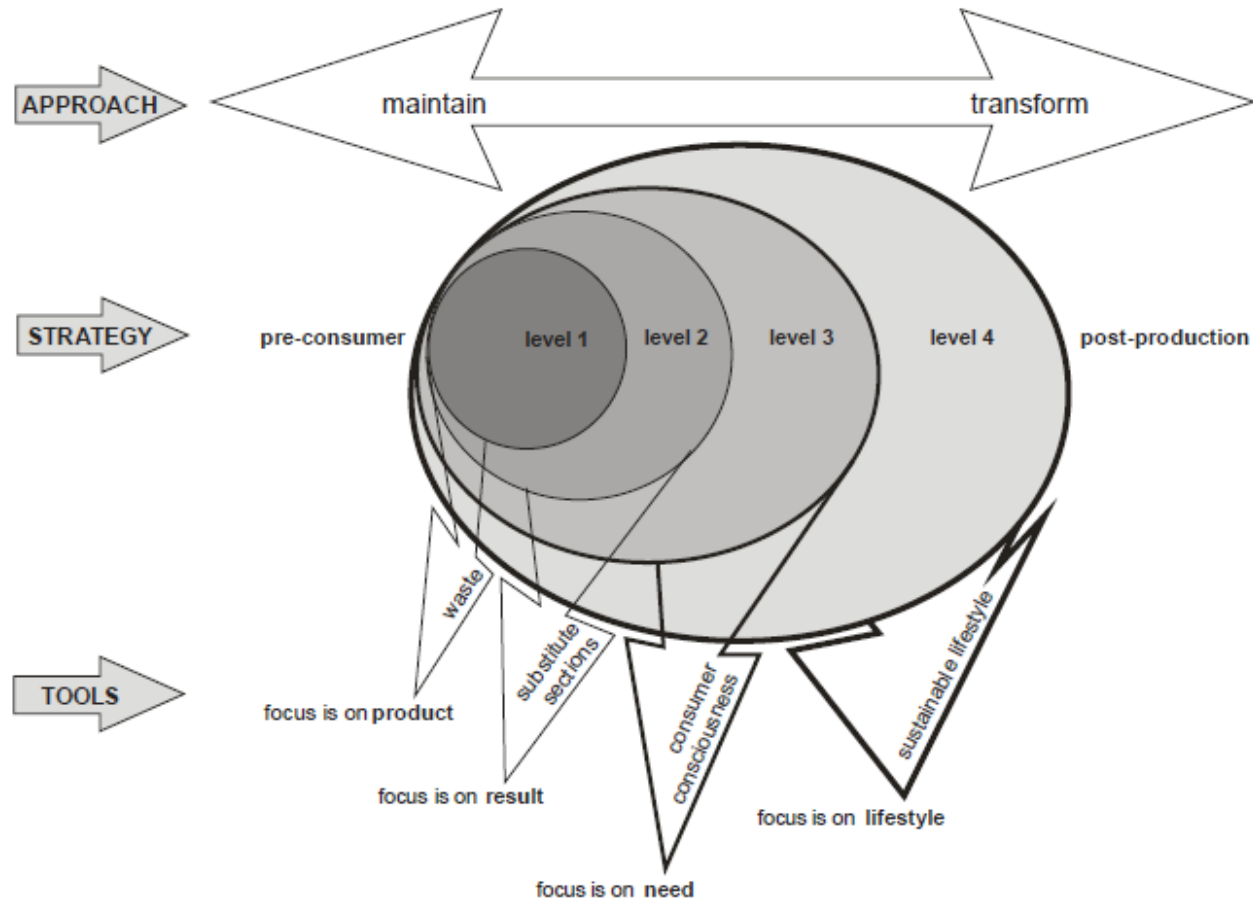 APPROACH
maintain
transform
STRATEGY
pre-consumer
level 1
level 2
level 3
level 4
post-production
TOOLS
waste
substitute
sections
consumer
consciousness
sustainable lifestyle
focus is on product
focus is on result
focus is on lifestyle
focus is on need